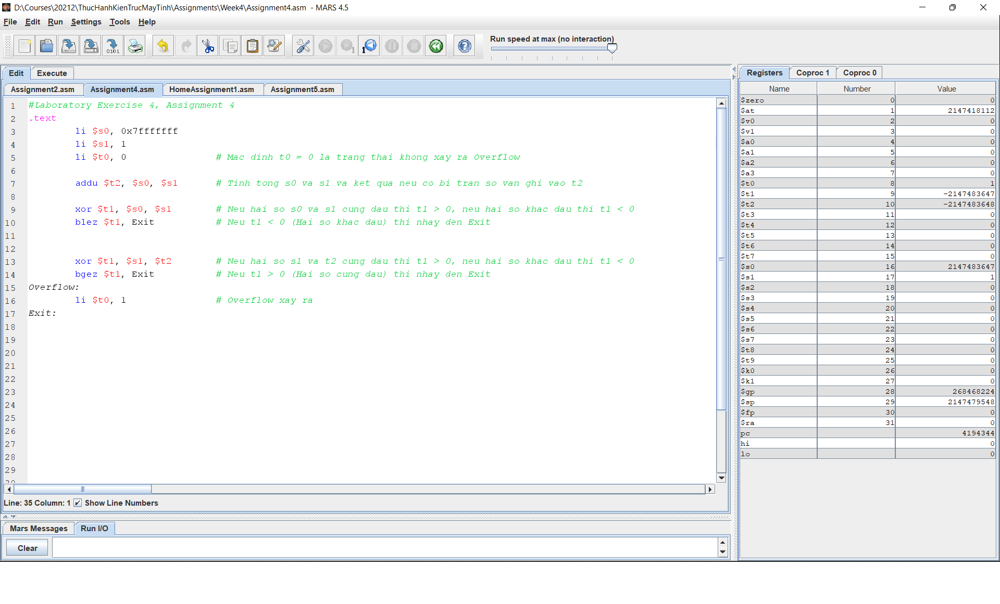 D:\Courses\20212\ThucHanhKienTrucMayTinh\Assignments\Week4\Assignment4.asm - MARS 4.5
File Edit Run Settings Tools Help
Run speed at max (no interaction)
Edit Execute
Assignment2.asm Assignment4.asm HomeAssignment1.asm Assignment5.asm
1 #Laboratory Exercise 4, Assignment 4
2 .text
3 li $s0, 0x7fffffff
4 li $s1, 1
5 li $t0, 0 # Mac dinh t0 = 0 la trang thai khong xay ra Overflow
6
7 addu $t2, $s0, $s1 # Tinh tong s0 va s1 va ket qua neu co bi tran so van ghi vao t2
8
9 xor $t1, $s0, $s1 # Neu hai so s0 va s1 cung dau thi t1 > 0, neu hai so khac dau thi t1 < 0
10 blez $t1, Exit # Neu t1 < 0 (Hai so khac dau) thi nhay den Exit
11
12
13 xor $t1, $s1, $t2 # Neu hai so s1 va t2 cung dau thi t1 > 0, neu hai so khac dau thi t1 < 0
14 bgez $t1, Exit # Neu t1 > 0 (Hai so cung dau) thi nhay den Exit
15 Overflow:
16 li $t0, 1 # Overflow xay ra
17 Exit:
18
19
20
21
22
23
24
25
26
27
28
29
30
Line: 35 Column: 1 Show Line Numbers
Mars Messages Run I/O
Clear
Registers Coproc 1 Coproc 0
Name Number Value
$zero 0 0
$at 1 2147418112
$v0 2 0
$v1 3 0
$a0 4 0
$a1 5 0
$a2 6 0
$a3 7 0
$t0 8 1
$t1 9 -2147483647
$t2 10 -2147483648
$t3 11 0
$t4 12 0
$t5 13 0
$t6 14 0
$t7 15 0
$s0 16 2147483647
$s1 17 1
$s2 18 0
$s3 19 0
$s4 20 0
$s5 21 0
$s6 22 0
$s7 23 0
$t8 24 0
$t9 25 0
$k0 26 0
$k1 27 0
$gp 28 268468224
$sp 29 2147479548
$fp 30 0
$ra 31 0
pc 4194344
hi 0
lo 0